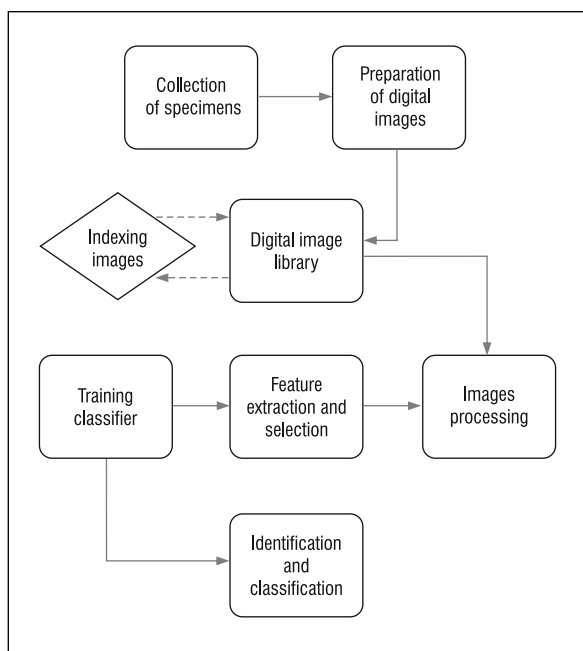 Collection
of specimens
Preparation
of digital
images
Indexing
images
Digital image
library
Training
classifier
Feature
extraction and
selection
Images
processing
Identification
and
classification